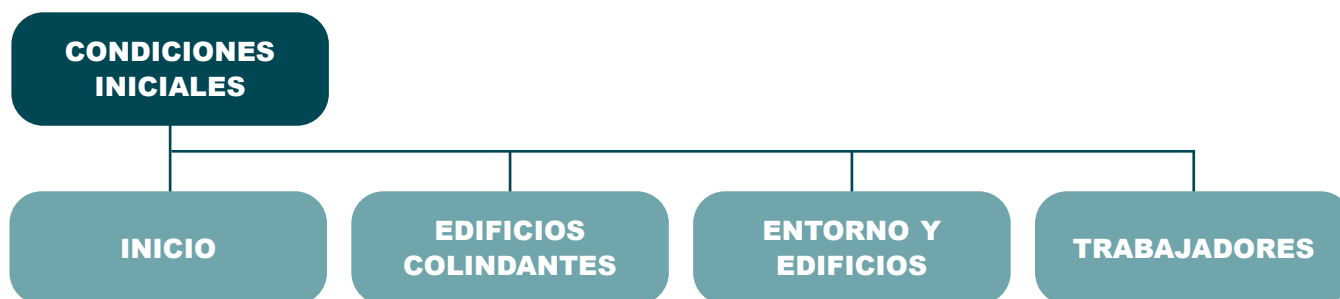 CONDICIONES
INICIALES
INICIO
EDIFICIOS
COLINDANTES
ENTORNO Y
EDIFICIOS
TRABAJADORES